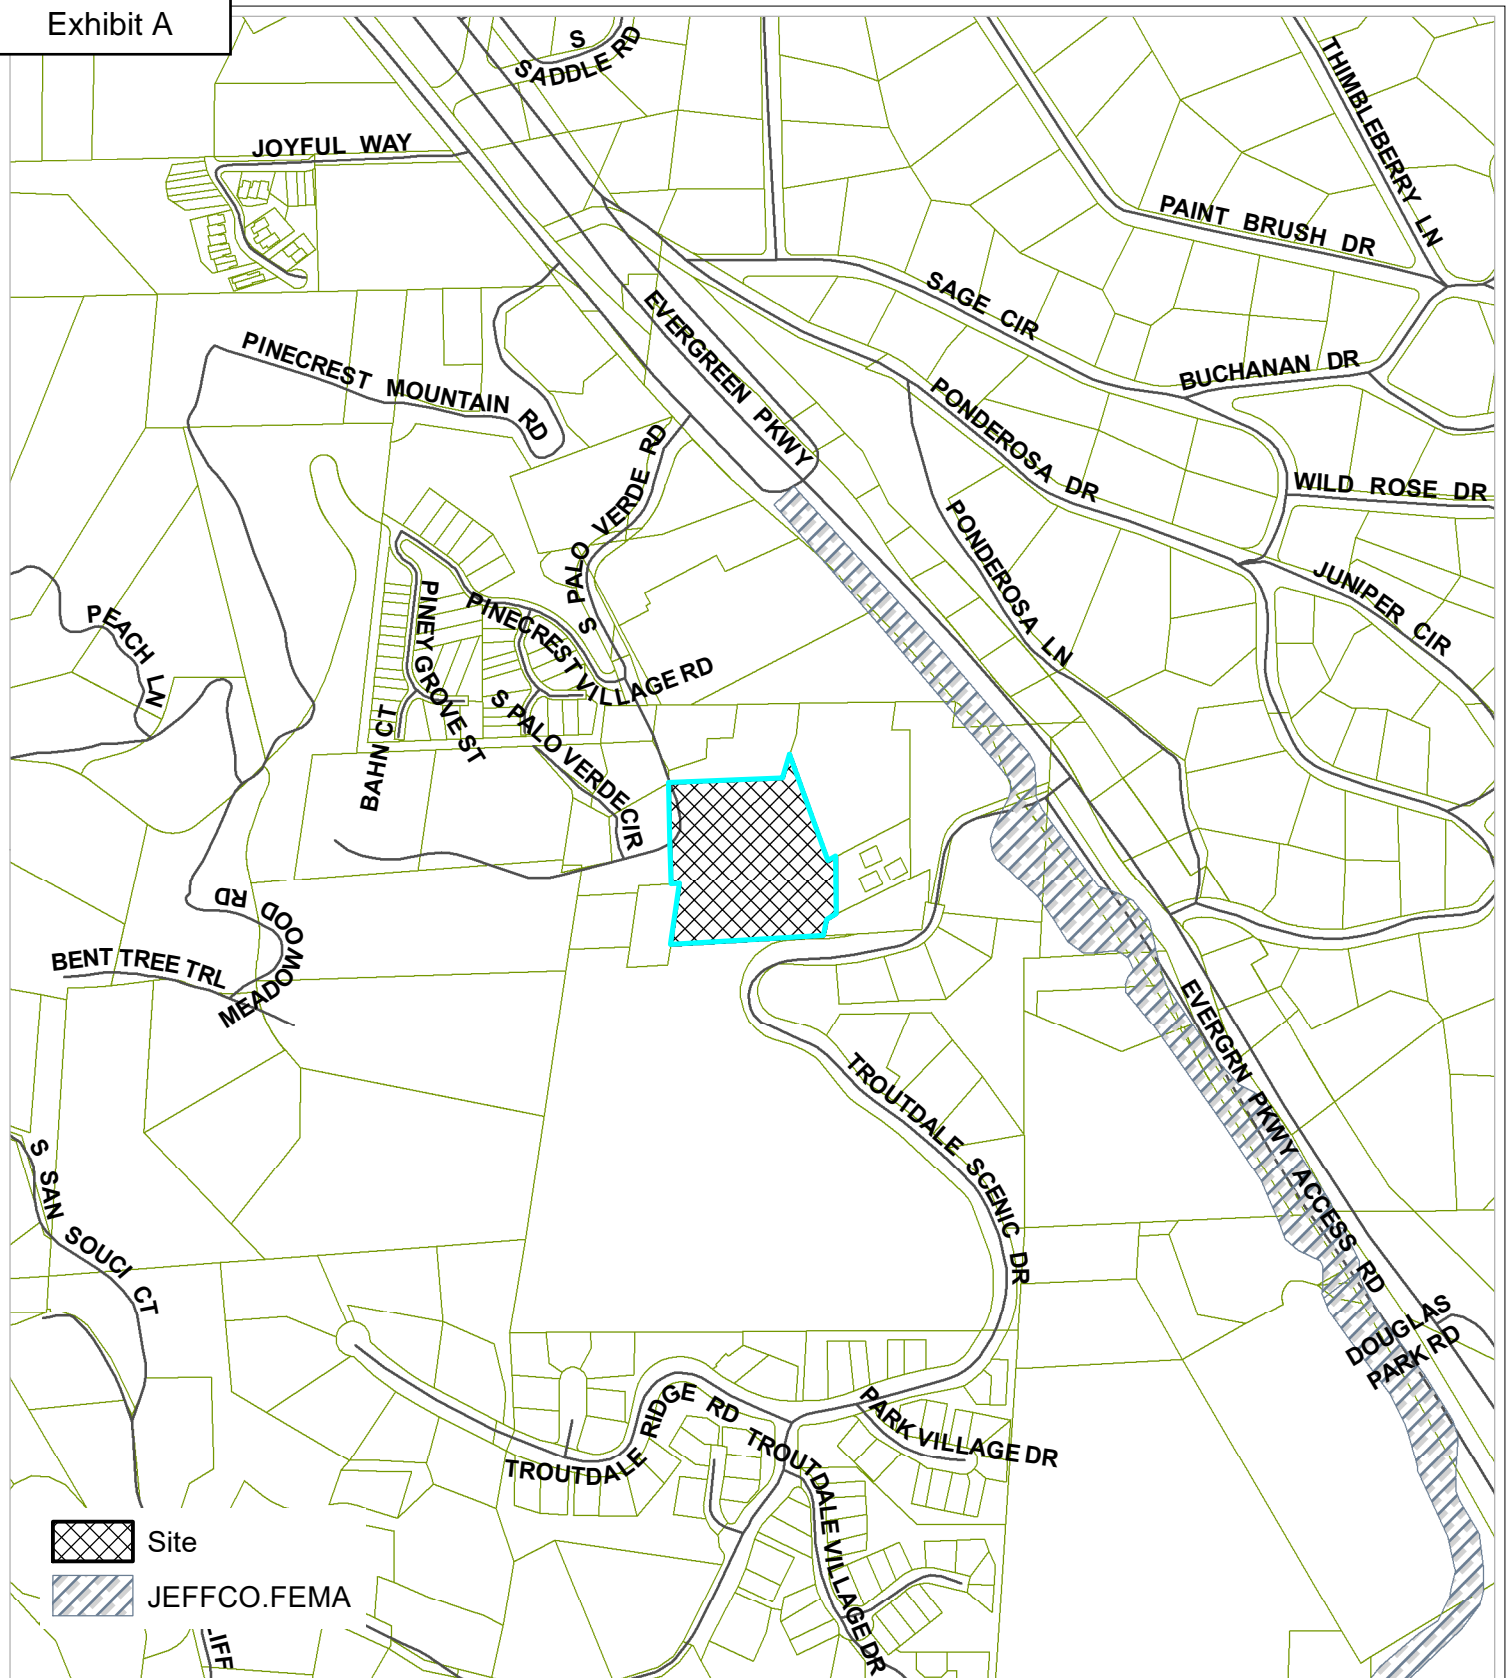 Exhibit A
S
SADDLE RD
THIMBLEBERRY LN
JOYFUL WAY
PAINT BRUSH DR
SAGE CIR
EVERGREEN PKWY
PINECREST MOUNTAIN RD
BUCHANAN DR
PONDEROSA DR
S PALO VERDE RD
WILD ROSE DR
PONDEROSA LN
JUNIPER CIR
PEACH LN
PINEY GROVE ST
PINECREST VILLAGE RD
S PALO VERDE CIR
BAHN CT
MEADOWOOD RD
BENT TREE TRL
EVERGRN PKWY ACCESS RD
TROUTDALE SCENIC DR
S SAN SOUCI CT
DOUGLAS
PARK RD
TROUTDALE RIDGE RD
PARK VILLAGE DR
TROUTDALE VILLAGE DR
Site
JEFFCO.FEMA